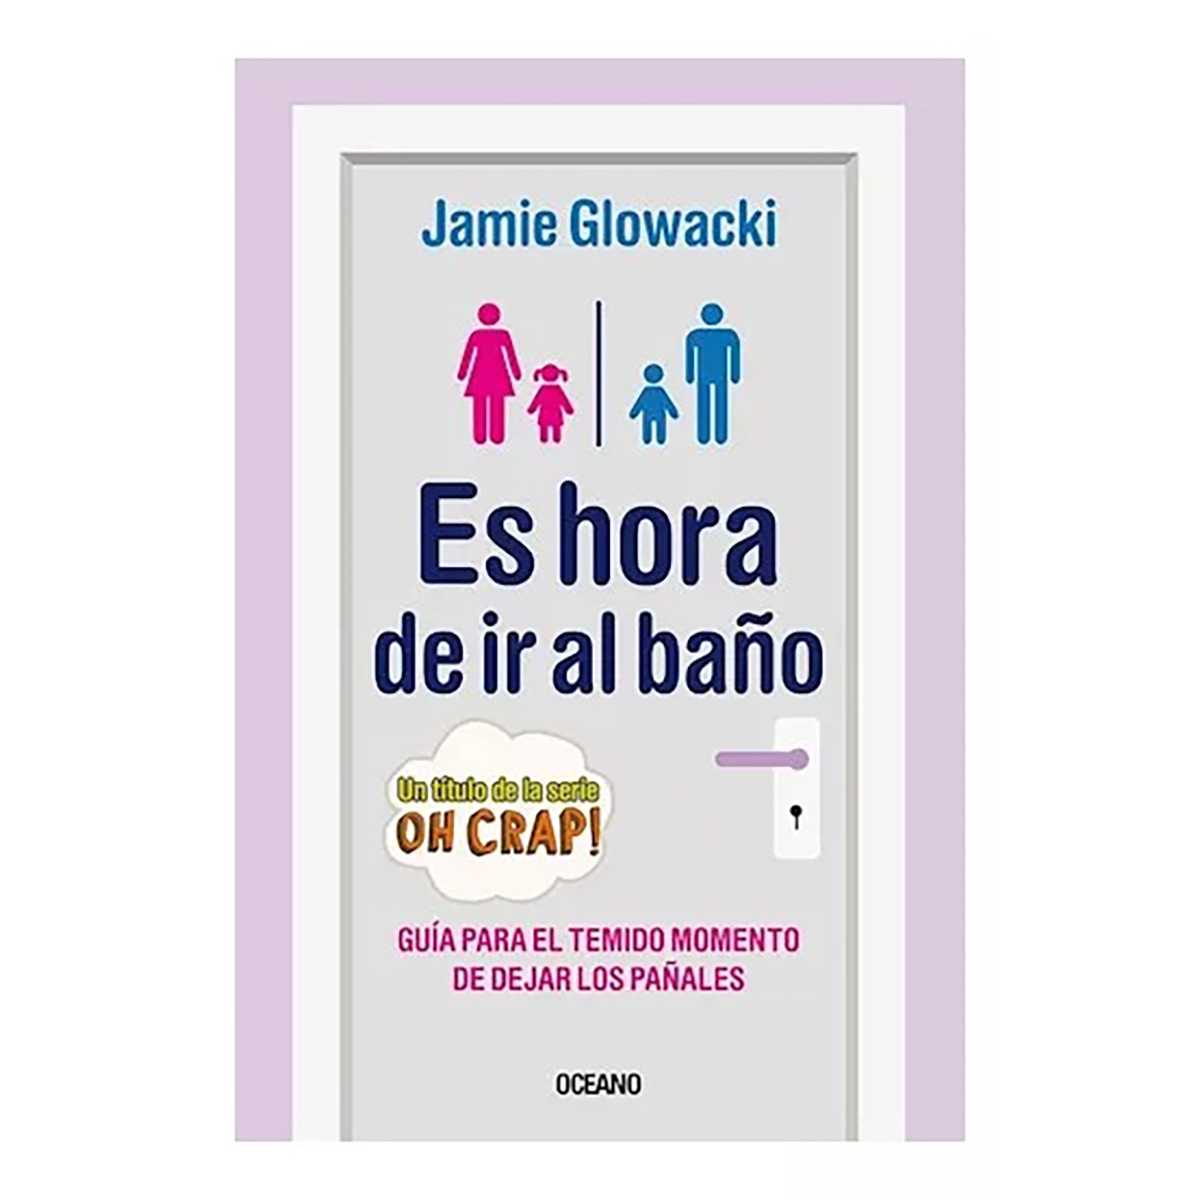 Jamie Glowacki
Es hora
de ir al baño
Un título de la serie
OH CRAP!
GUÍA PARA EL TEMIDO MOMENTO
DE DEJAR LOS PAÑALES
OCEANO